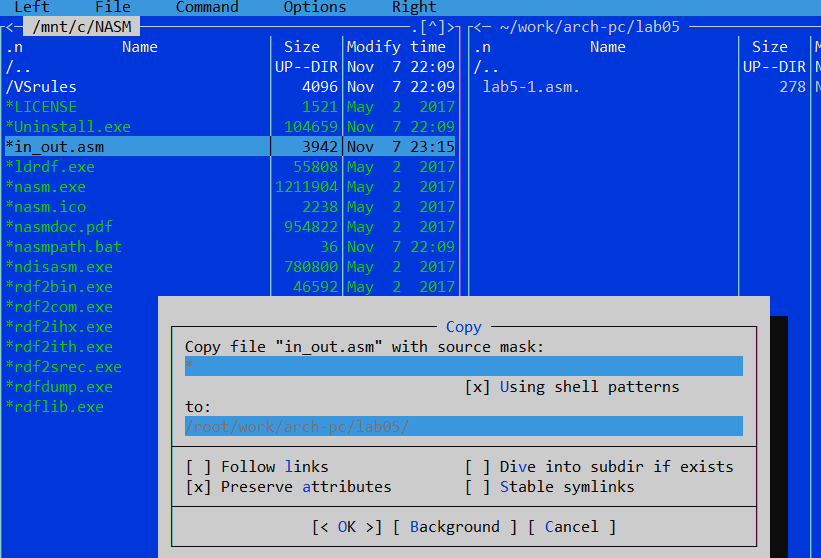 Left File Command Options Right
<─ /mnt/c/NASM ─.[^]>┐┌<─ ~/work/arch-pc/lab05
.n Name Size Modify time .n Name Size M
/.. UP--DIR Nov 7 22:09 /.. UP--DIR N
/VSrules 4096 Nov 7 22:09 lab5-1.asm. 278 N
*LICENSE 1521 May 2 2017
*Uninstall.exe 104659 Nov 7 22:09
*in_out.asm 3942 Nov 7 23:15
*ldrdf.exe 55808 May 2 2017
*nasm.exe 1211904 May 2 2017
*nasm.ico 2238 May 2 2017
*nasmdoc.pdf 954822 May 2 2017
*nasmpath.bat 36 Nov 7 22:09
*ndisasm.exe 780800 May 2 2017
*rdf2bin.exe 46592 May 2 2017
*rdf2com.exe
*rdf2ihx.exe
*rdf2ith.exe
*rdf2srec.exe
*rdfdump.exe
*rdflib.exe
Copy
Copy file "in_out.asm" with source mask:
*
[x] Using shell patterns
to:
/root/work/arch-pc/lab05/
[ ] Follow links [ ] Dive into subdir if exists
[x] Preserve attributes [ ] Stable symlinks
[< OK >] [ Background ] [ Cancel ]